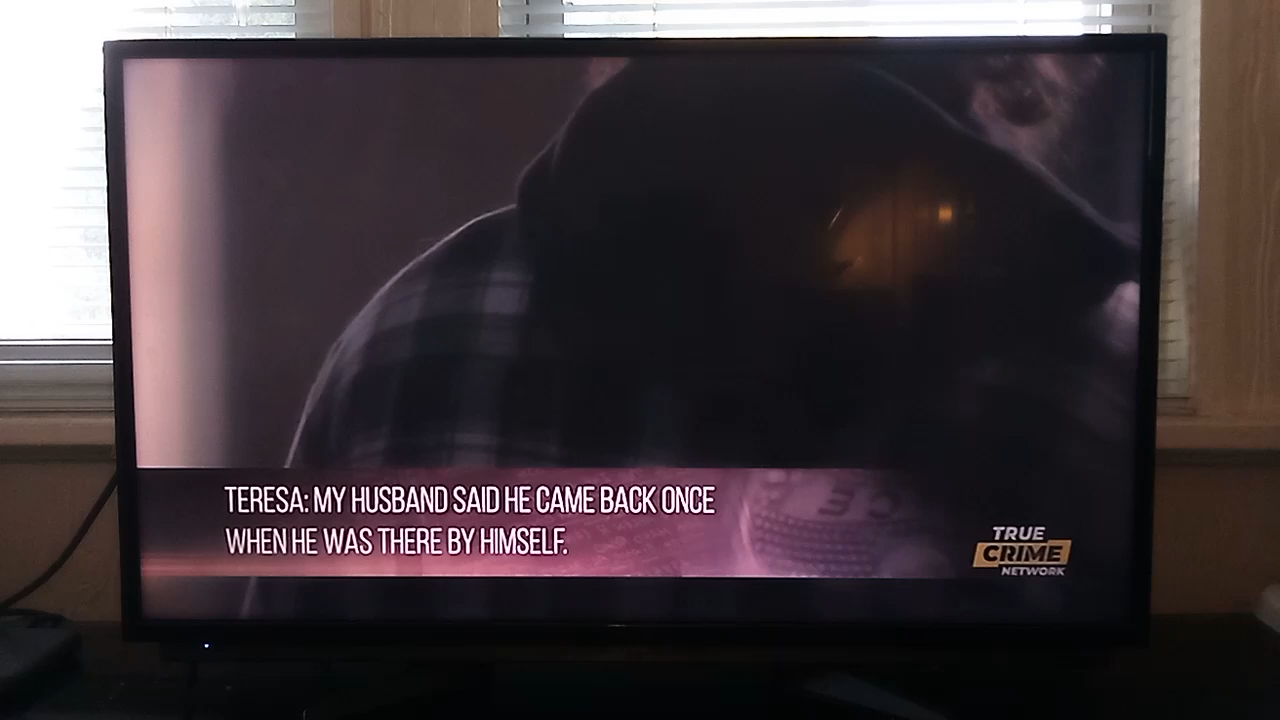 TERESA: MY HUSBAND SAID HE CAME BACK ONCE
WHEN HE WAS THERE BY HIMSELF.
TRUE
CRIME
NETWORK